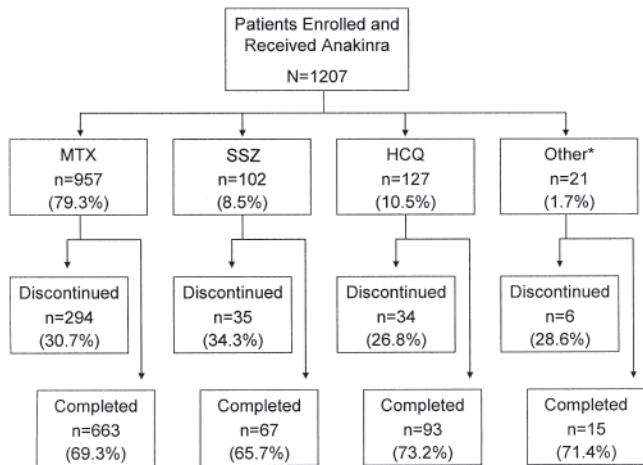 Patients Enrolled and
Received Anakinra
N=1207
MTX
n=957
(79.3%)
SSZ
n=102
(8.5%)
HCQ
n=127
(10.5%)
Other*
n=21
(1.7%)
Discontinued
n=294
(30.7%)
Discontinued
n=35
(34.3%)
Discontinued
n=34
(26.8%)
Discontinued
n=6
(28.6%)
Completed
n=663
(69.3%)
Completed
n=67
(65.7%)
Completed
n=93
(73.2%)
Completed
n=15
(71.4%)